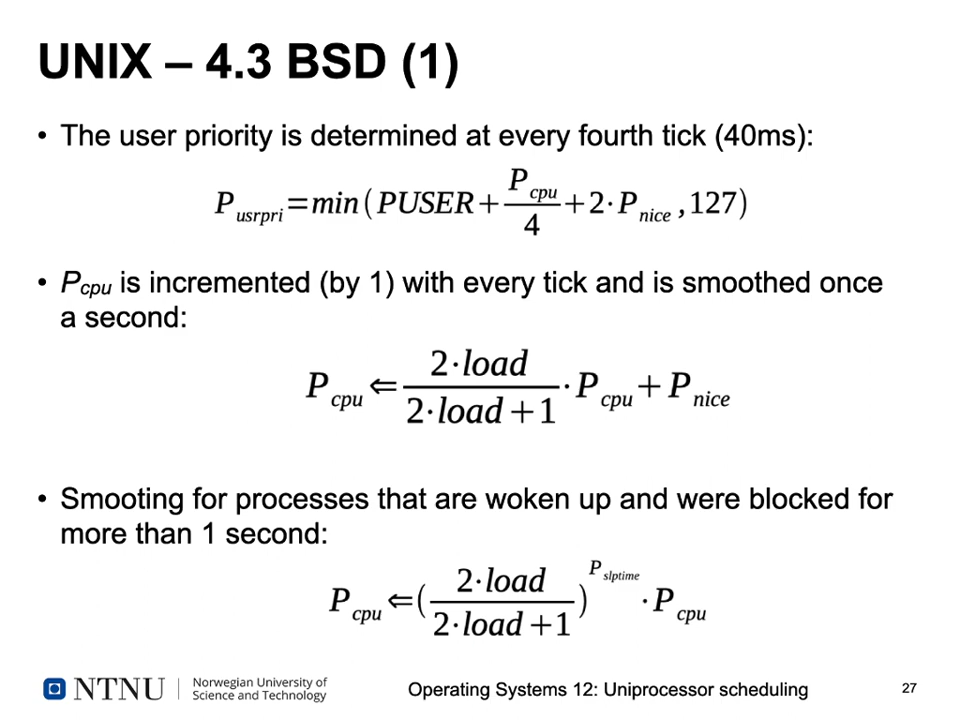 UNIX – 4.3 BSD (1)
• The user priority is determined at every fourth tick (40ms):
P_usrpri = min(PUSER + P_cpu/4 + 2·P_nice , 127)
• Pcpu is incremented (by 1) with every tick and is smoothed once
a second:
P_cpu ⇐ (2·load)/(2·load+1) · P_cpu + P_nice
• Smooting for processes that are woken up and were blocked for
more than 1 second:
P_cpu ⇐ ((2·load)/(2·load+1))^P_slptime · P_cpu
NTNU
Norwegian University of
Science and Technology
Operating Systems 12: Uniprocessor scheduling
27